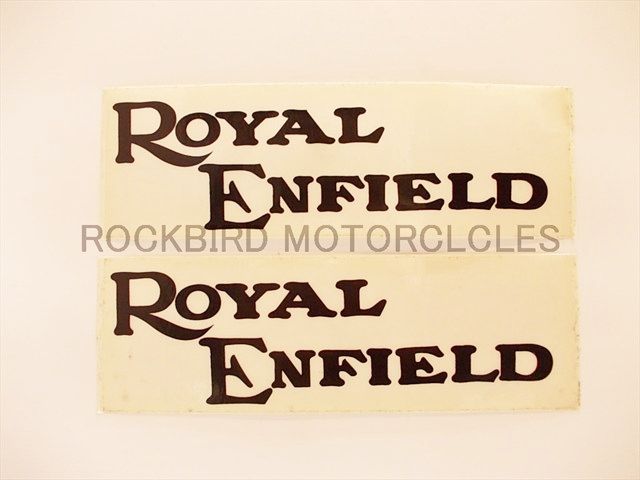 ROYAL
ENFIELD
ROCKBIRD MOTORCLCLES
ROYAL
ENFIELD